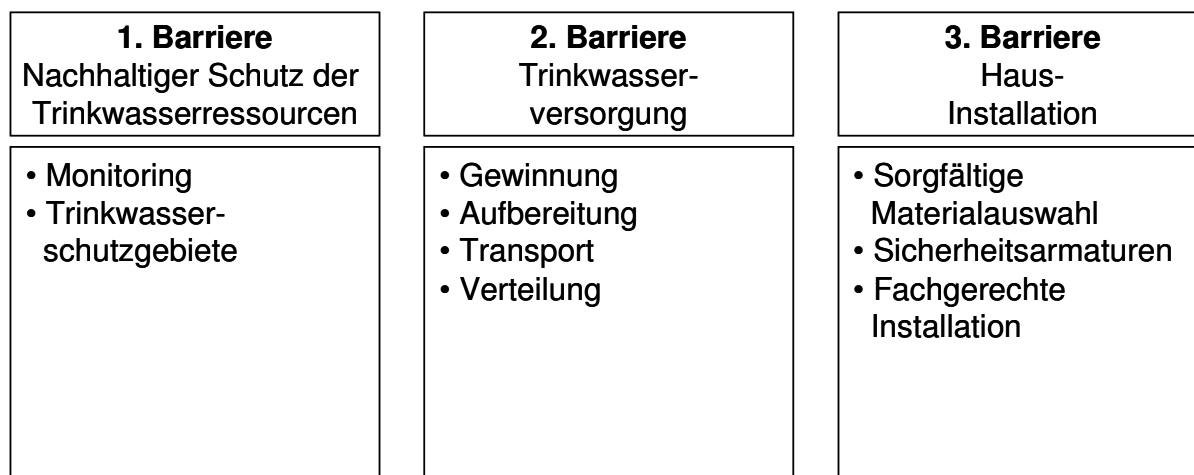 1. Barriere
Nachhaltiger Schutz der
Trinkwasserressourcen
• Monitoring
• Trinkwasser-
schutzgebiete
2. Barriere
Trinkwasser-
versorgung
• Gewinnung
• Aufbereitung
• Transport
• Verteilung
3. Barriere
Haus-
Installation
• Sorgfältige
Materialauswahl
• Sicherheitsarmaturen
• Fachgerechte
Installation